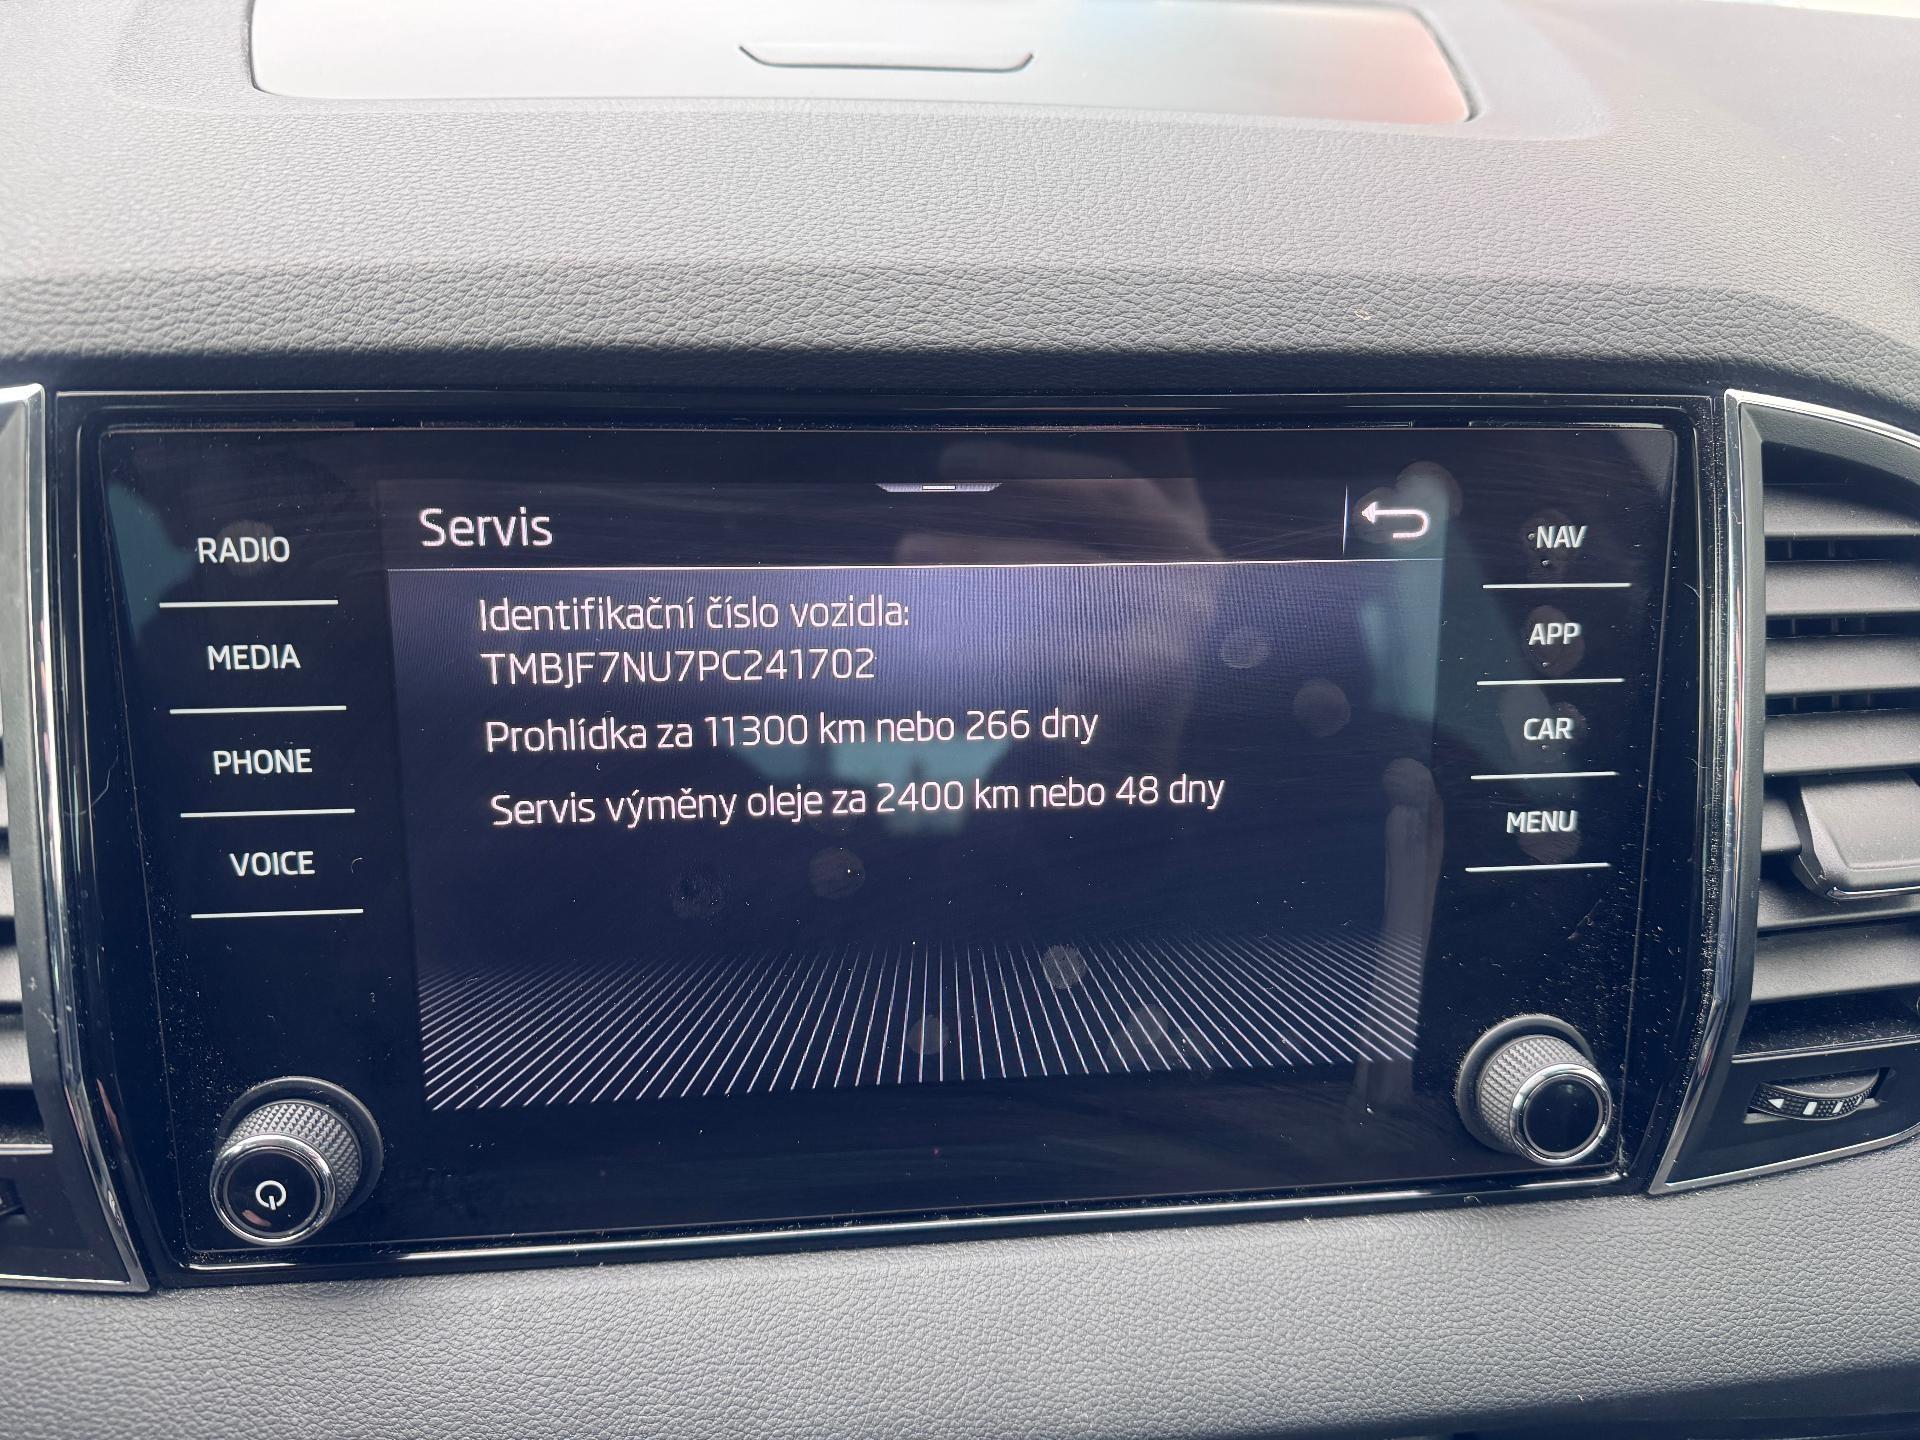 Servis
RADIO
MEDIA
PHONE
VOICE
Identifikační číslo vozidla:
TMBJF7NU7PC241702
Prohlídka za 11300 km nebo 266 dny
Servis výměny oleje za 2400 km nebo 48 dny
NAV
APP
CAR
MENU